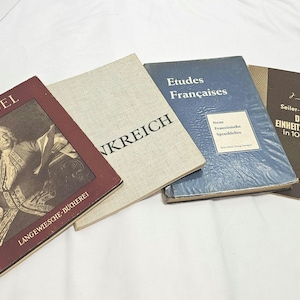 EL
LANGEWIESCHE-BÜCHEREI
NKREICH
Etudes
Françaises
Neue
Französische
Sprachlehre
Seiler-
D
EINHEIT
in 10